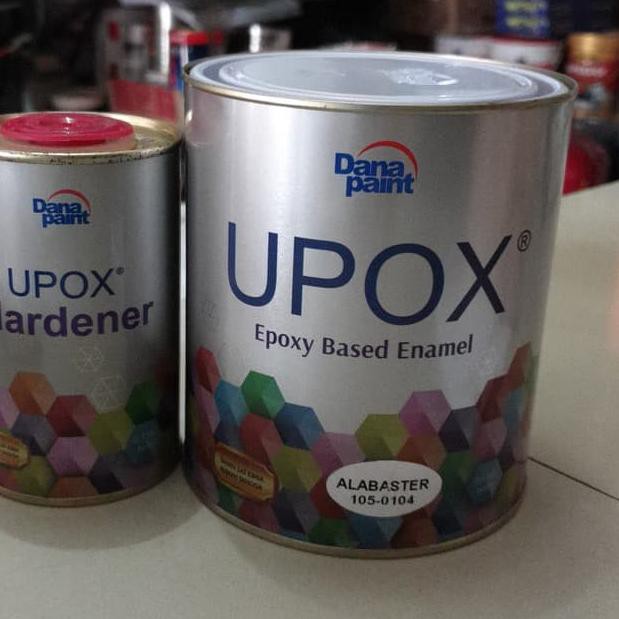 Dana
paint
UPOX®
Hardener
Dana
paint
UPOX®
Epoxy Based Enamel
ALABASTER
105-0104